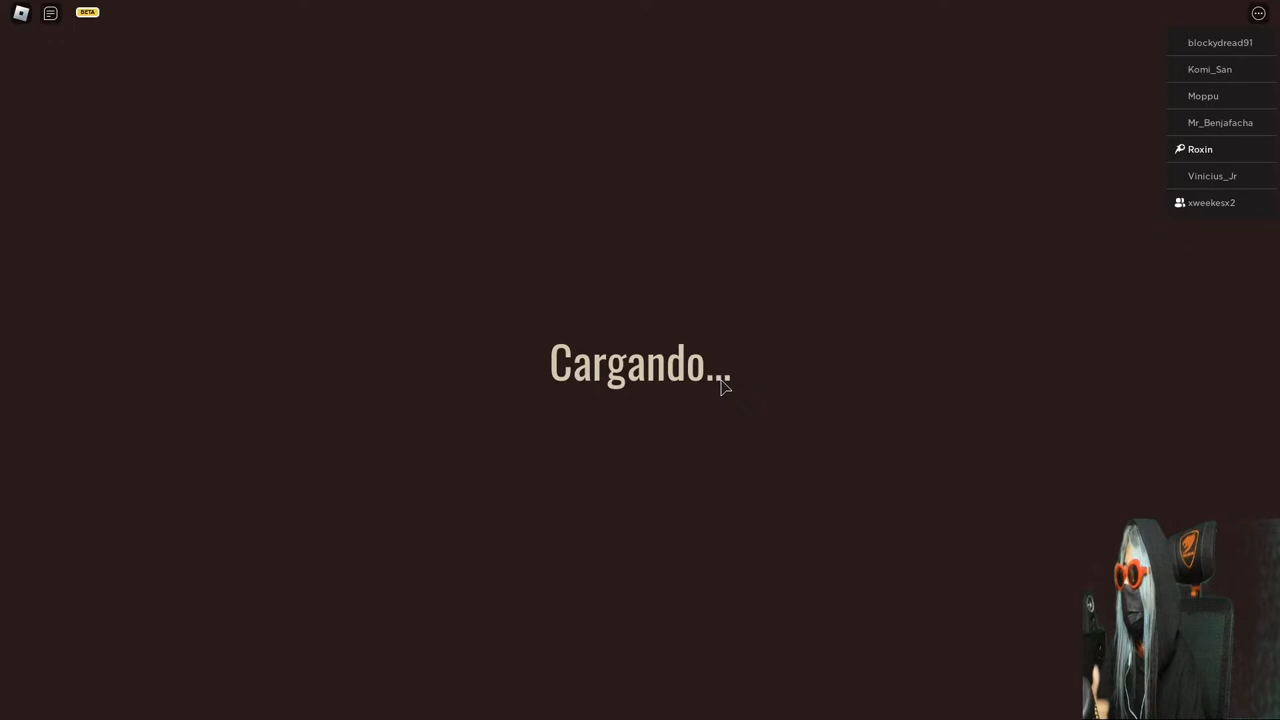 BETA
blockydread91
Komi_San
Moppu
Mr_Benjafacha
Roxin
Vinicius_Jr
xweekesx2
Cargando...